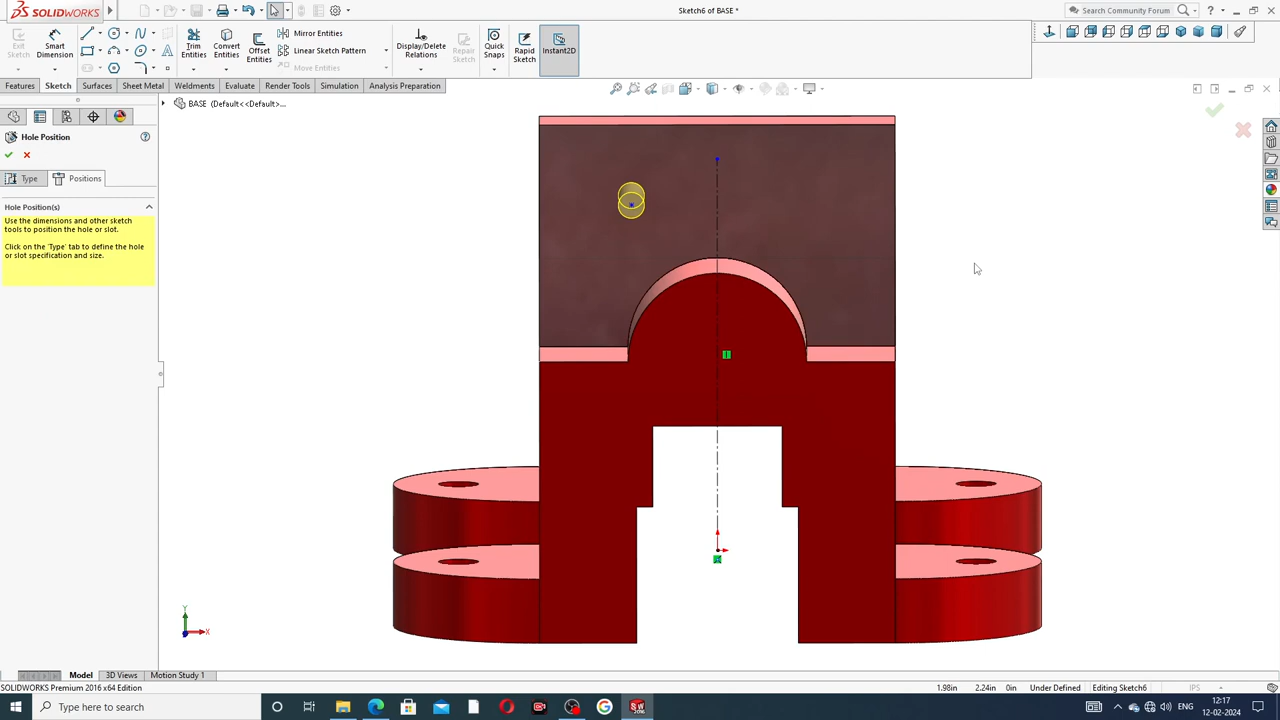 SOLIDWORKS
Sketch6 of BASE *
Search Community Forum
Exit Sketch
Smart Dimension
Trim Entities
Convert Entities
Offset Entities
Mirror Entities
Linear Sketch Pattern
Move Entities
Display/Delete Relations
Repair Sketch
Quick Snaps
Rapid Sketch
Instant2D
Features Sketch Surfaces Sheet Metal Weldments Evaluate Render Tools Simulation Analysis Preparation
BASE (Default<<Default>...
Hole Position
Type Positions
Hole Position(s)
Use the dimensions and other sketch
tools to position the hole or slot.
Click on the 'Type' tab to define the hole
or slot specification and size.
Y
X
Model 3D Views Motion Study 1
SOLIDWORKS Premium 2016 x64 Edition
1.98in 2.24in 0in Under Defined Editing Sketch6 IPS
Type here to search
ENG
12:17
12-02-2024